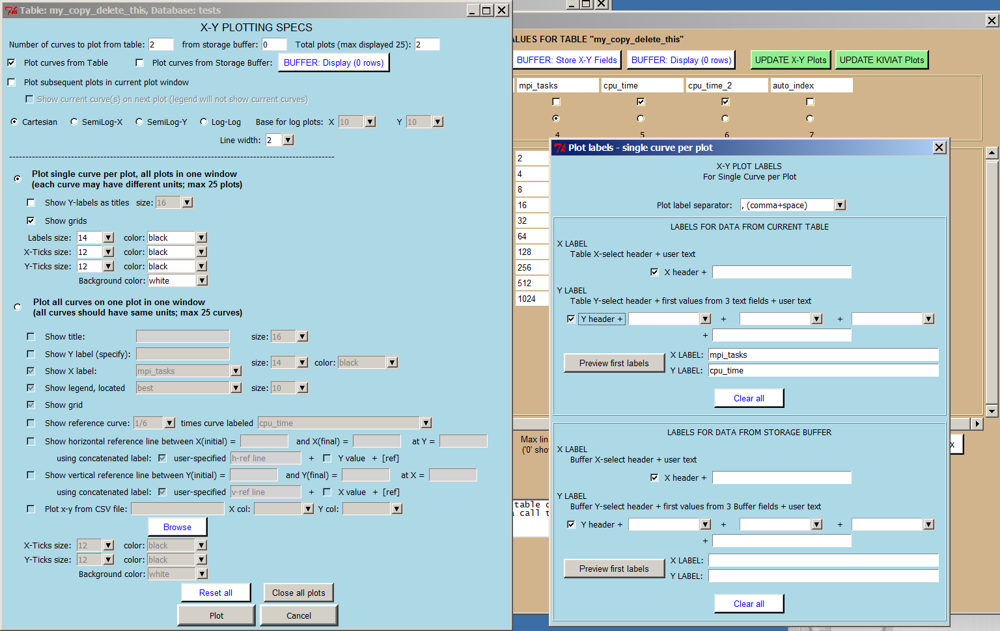 Table: my_copy_delete_this, Database: tests
X-Y PLOTTING SPECS
Number of curves to plot from table: 2 from storage buffer: 0 Total plots (max displayed 25): 2
Plot curves from Table Plot curves from Storage Buffer: BUFFER: Display (0 rows)
Plot subsequent plots in current plot window
Show current curve(s) on next plot (legend will not show current curves)
Cartesian SemiLog-X SemiLog-Y Log-Log Base for log plots: X 10 Y 10
Line width: 2
Plot single curve per plot, all plots in one window
(each curve may have different units; max 25 plots)
Show Y-labels as titles size: 16
Show grids
Labels size: 14 color: black
X-Ticks size: 12 color: black
Y-Ticks size: 12 color: black
Background color: white
Plot all curves on one plot in one window
(all curves should have same units; max 25 curves)
Show title: size: 16
Show Y label (specify):
size: 14 color: black
Show X label: mpi_tasks
Show legend, located best size: 10
Show grid
Show reference curve: 1/6 times curve labeled cpu_time
Show horizontal reference line between X(initial) = and X(final) = at Y =
using concatenated label: user-specified h-ref line + Y value + [ref]
Show vertical reference line between Y(initial) = and Y(final) = at X =
using concatenated label: user-specified v-ref line + X value + [ref]
Plot x-y from CSV file: X col: Y col:
Browse
X-Ticks size: 12 color: black
Y-Ticks size: 12 color: black
Background color: white
Reset all Close all plots
Plot Cancel
ALUES FOR TABLE "my_copy_delete_this"
BUFFER: Store X-Y Fields BUFFER: Display (0 rows) UPDATE X-Y Plots UPDATE KIVIAT Plots
mpi_tasks cpu_time cpu_time_2 auto_index
4 5 6 7
2
4
8
16
32
64
128
256
512
1024
Max lin
('0' sho
x
table
call t
Plot labels - single curve per plot
X-Y PLOT LABELS
For Single Curve per Plot
Plot label separator: , (comma+space)
LABELS FOR DATA FROM CURRENT TABLE
X LABEL
Table X-select header + user text
X header +
Y LABEL
Table Y-select header + first values from 3 text fields + user text
Y header + + +
+
Preview first labels X LABEL: mpi_tasks
Y LABEL: cpu_time
Clear all
LABELS FOR DATA FROM STORAGE BUFFER
X LABEL
Buffer X-select header + user text
X header +
Y LABEL
Buffer Y-select header + first values from 3 Buffer fields + user text
Y header + + +
+
Preview first labels X LABEL:
Y LABEL:
Clear all